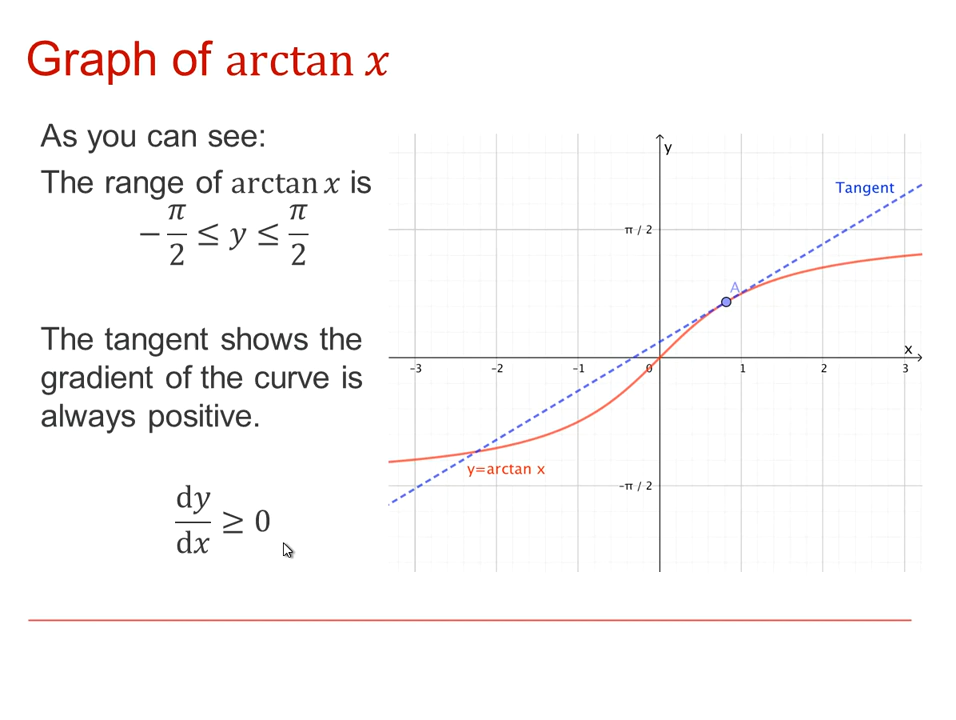 Graph of arctan x
As you can see:
The range of arctan x is
−π/2 ≤ y ≤ π/2
The tangent shows the
gradient of the curve is
always positive.
dy/dx ≥ 0
y
Tangent
π / 2
A
x
−3 −2 −1 0 1 2 3
y=arctan x
−π / 2